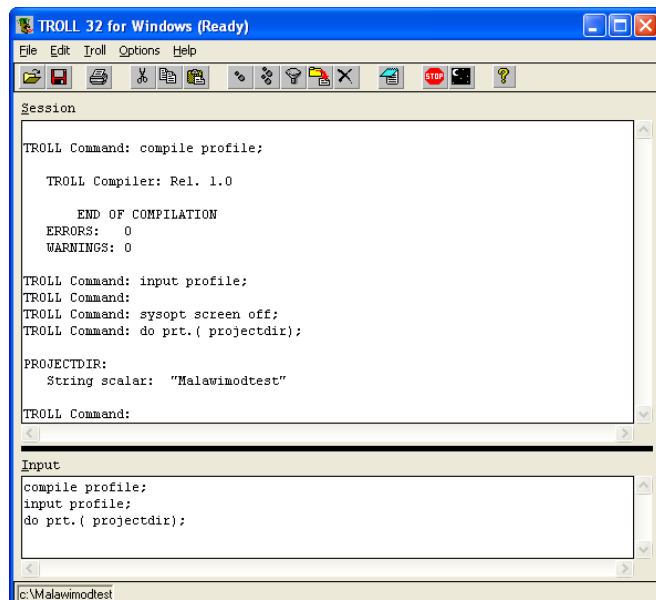 TROLL 32 for Windows (Ready)
File Edit Troll Options Help
STOP
Session
TROLL Command: compile profile;
TROLL Compiler: Rel. 1.0
END OF COMPILATION
ERRORS: 0
WARNINGS: 0
TROLL Command: input profile;
TROLL Command:
TROLL Command: sysopt screen off;
TROLL Command: do prt.( projectdir);
PROJECTDIR:
String scalar: "Malawimodtest"
TROLL Command:
Input
compile profile;
input profile;
do prt.( projectdir);
c:\Malawimodtest